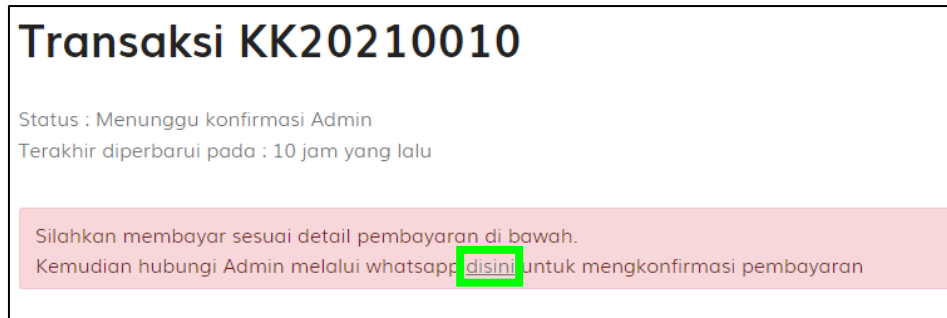 Transaksi KK20210010
Status : Menunggu konfirmasi Admin
Terakhir diperbarui pada : 10 jam yang lalu
Silahkan membayar sesuai detail pembayaran di bawah.
Kemudian hubungi Admin melalui whatsapp disini untuk mengkonfirmasi pembayaran